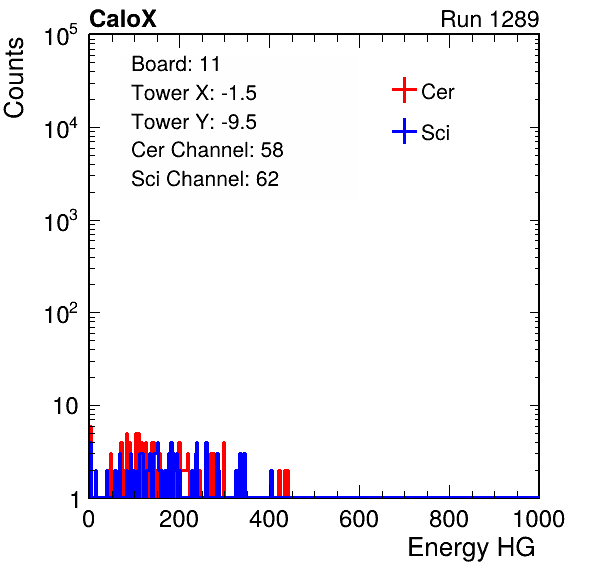 CaloX Run 1289
Counts
Board: 11
Tower X: -1.5
Tower Y: -9.5
Cer Channel: 58
Sci Channel: 62
Cer
Sci
10^5
10^4
10^3
10^2
10
1
0 200 400 600 800 1000
Energy HG